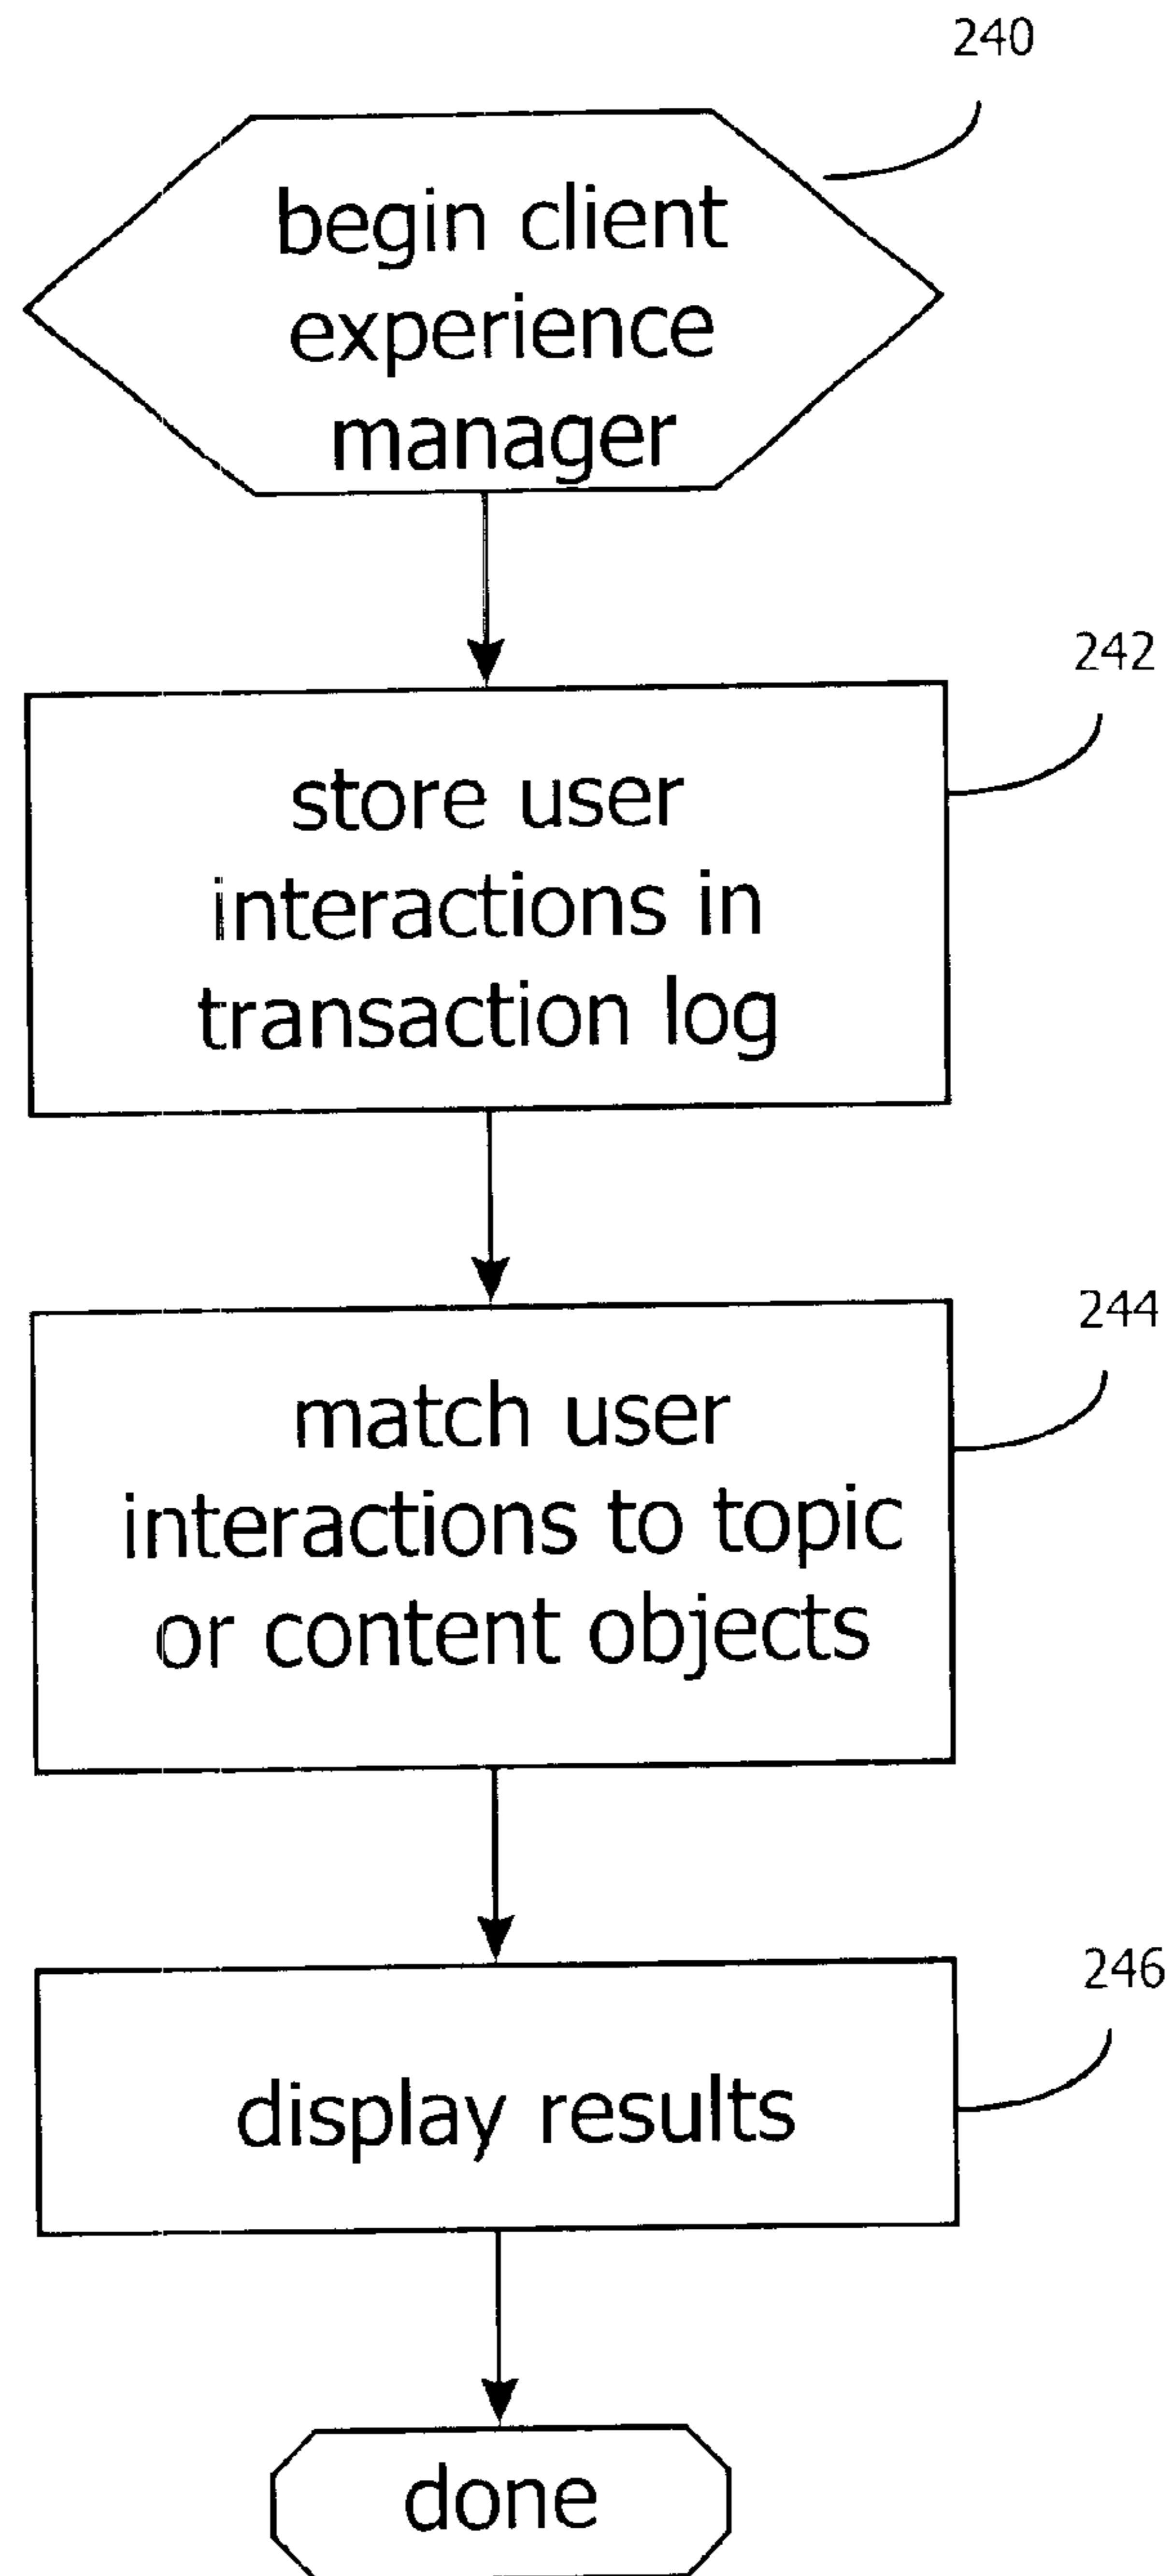 240
begin client
experience
manager
242
store user
interactions in
transaction log
244
match user
interactions to topic
or content objects
246
display results
done